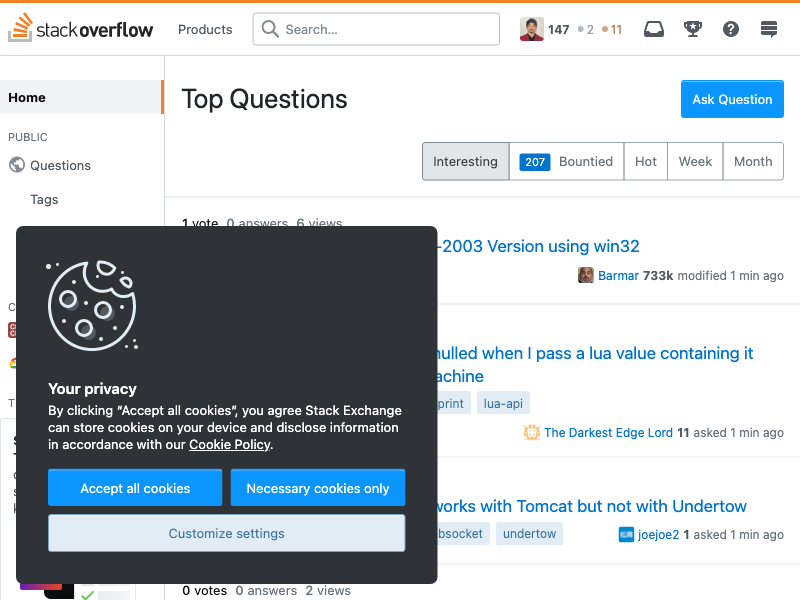 stack overflow Products Search... 147 2 11
Home
Top Questions
Ask Question
PUBLIC
Questions
Interesting 207 Bountied Hot Week Month
Tags
1 vote 0 answers 6 views
-2003 Version using win32
Barmar 733k modified 1 min ago
nulled when I pass a lua value containing it
achine
print lua-api
The Darkest Edge Lord 11 asked 1 min ago
Your privacy
By clicking “Accept all cookies”, you agree Stack Exchange
can store cookies on your device and disclose information
in accordance with our Cookie Policy.
Accept all cookies Necessary cookies only
Customize settings
works with Tomcat but not with Undertow
bsocket undertow
joejoe2 1 asked 1 min ago
0 votes 0 answers 2 views